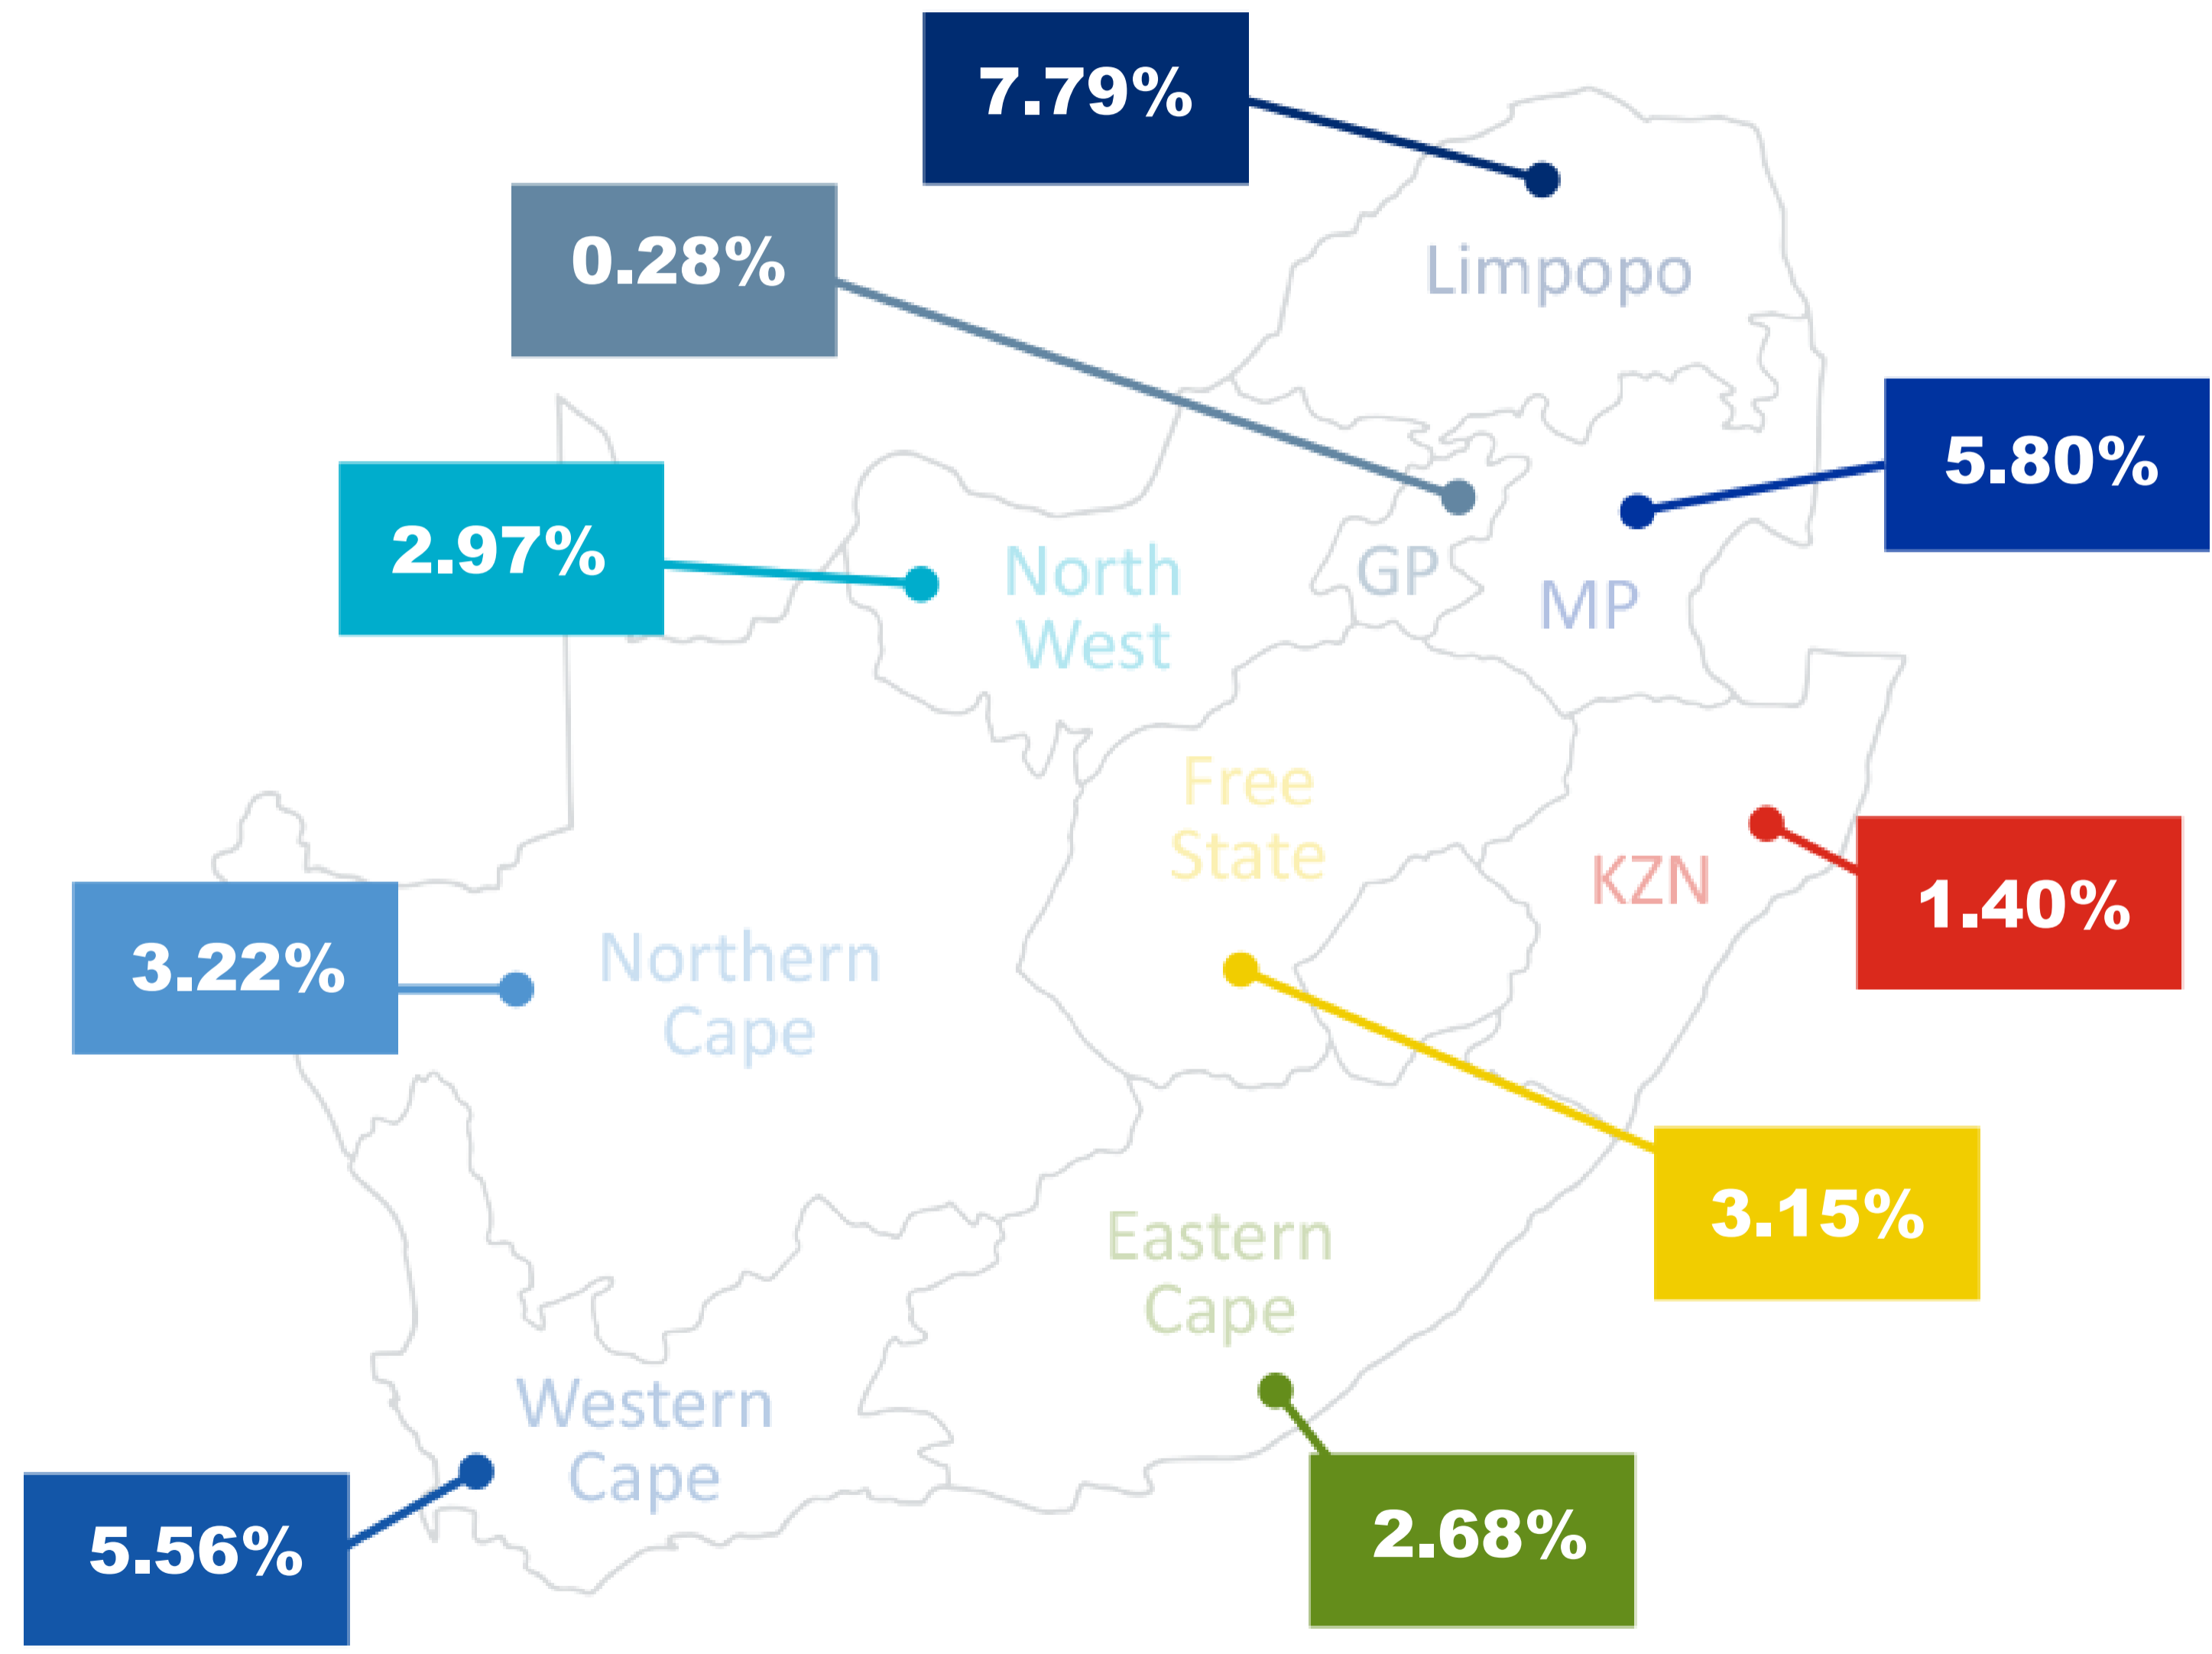 7.79%
0.28%
Limpopo
5.80%
2.97%
North
West
GP
MP
Free
State
KZN
1.40%
3.22%
Northern
Cape
3.15%
Eastern
Cape
Western
Cape
5.56%
2.68%